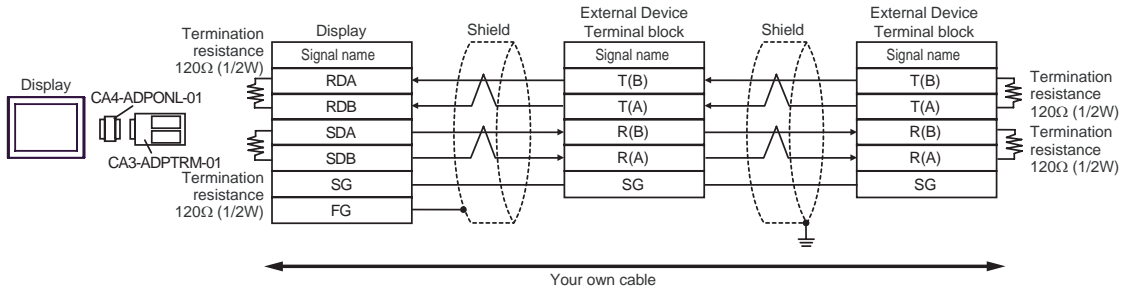 Termination
resistance
120Ω (1/2W)
Display
Shield
External Device
Terminal block
Shield
External Device
Terminal block
Signal name
Signal name
Signal name
RDA
T(B)
T(B)
Termination
resistance
120Ω (1/2W)
RDB
T(A)
T(A)
SDA
R(B)
R(B)
Termination
resistance
120Ω (1/2W)
SDB
R(A)
R(A)
SG
SG
SG
FG
Display
CA4-ADPONL-01
CA3-ADPTRM-01
Termination
resistance
120Ω (1/2W)
Your own cable